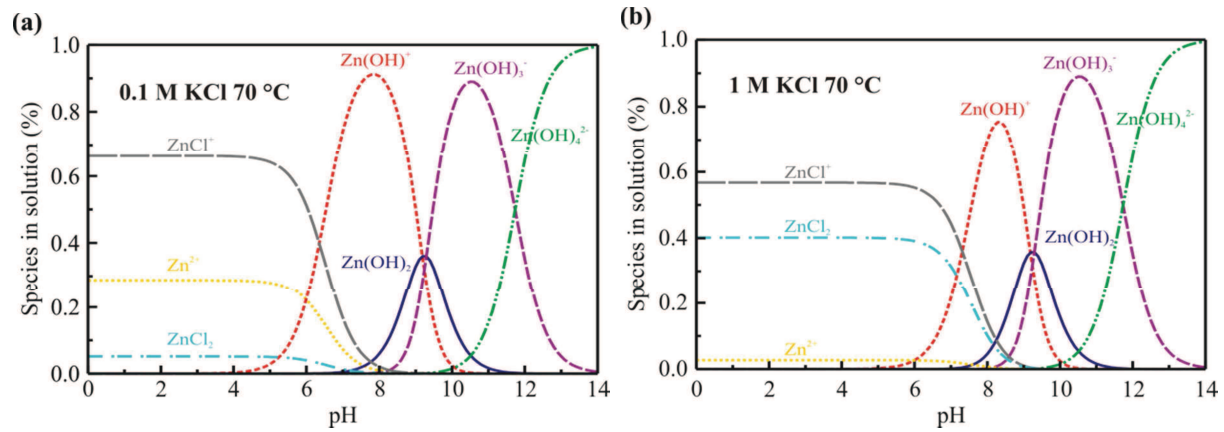 (a)
0.1 M KCl 70 °C
Zn(OH)⁺
Zn(OH)₃⁻
Zn(OH)₄²⁻
ZnCl⁺
Zn²⁺
Zn(OH)₂
ZnCl₂
Species in solution (%)
1.0
0.8
0.6
0.4
0.2
0.0
0 2 4 6 8 10 12 14
pH
(b)
1 M KCl 70 °C
Zn(OH)₃⁻
Zn(OH)⁺
Zn(OH)₄²⁻
ZnCl⁺
ZnCl₂
Zn(OH)₂
Zn²⁺
Species in solution (%)
1.0
0.8
0.6
0.4
0.2
0.0
0 2 4 6 8 10 12 14
pH